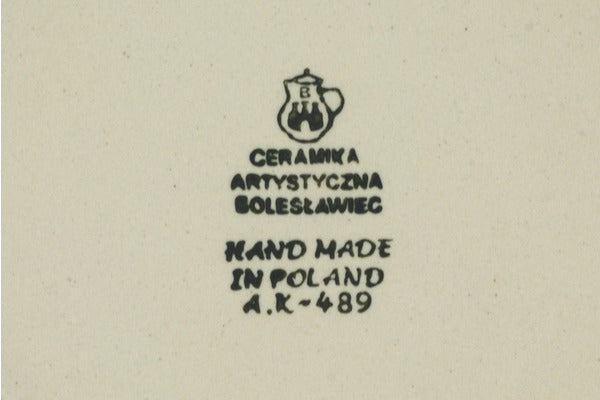 B
CERAMIKA
ARTYSTYCZNA
BOLESŁAWIEC
HAND MADE
IN POLAND
A.K-489